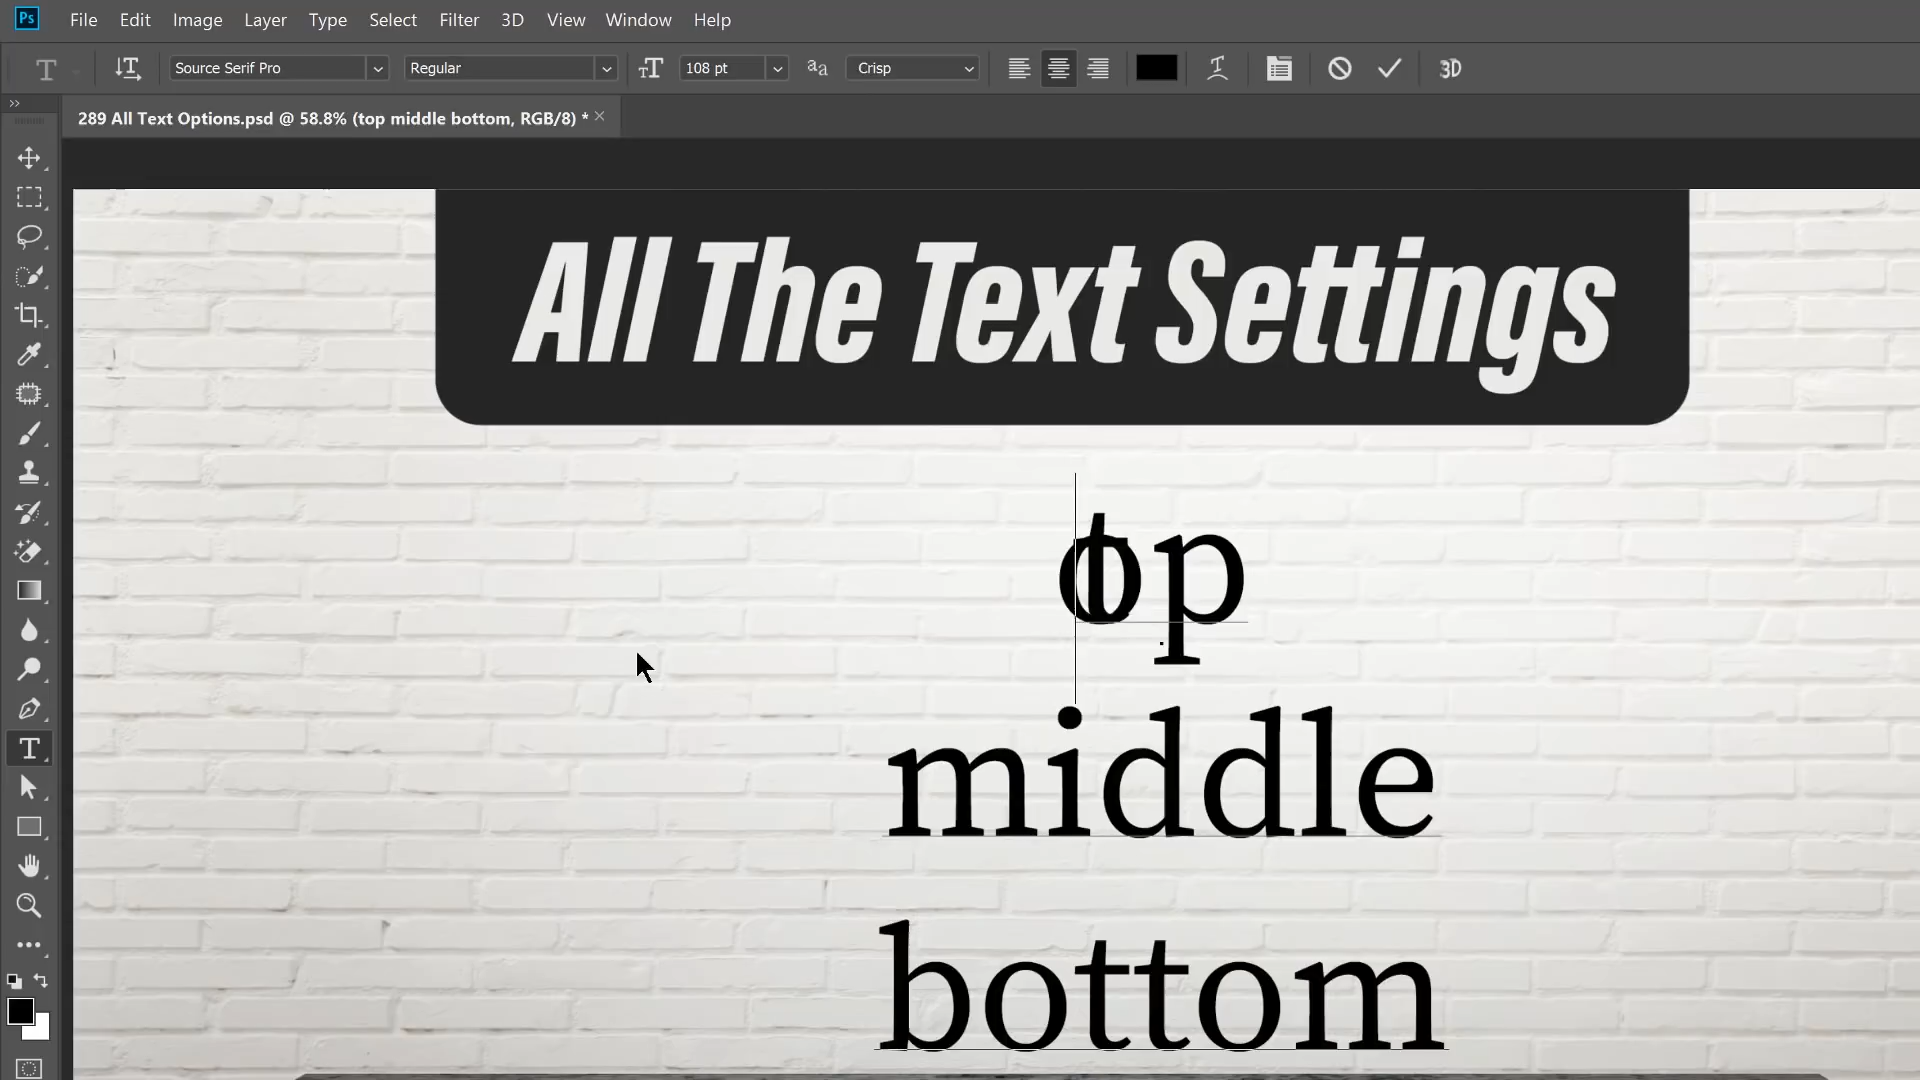 Ps File Edit Image Layer Type Select Filter 3D View Window Help
T Source Serif Pro Regular 108 pt Crisp 3D
289 All Text Options.psd @ 58.8% (top middle bottom, RGB/8) *
All The Text Settings
top
middle
bottom